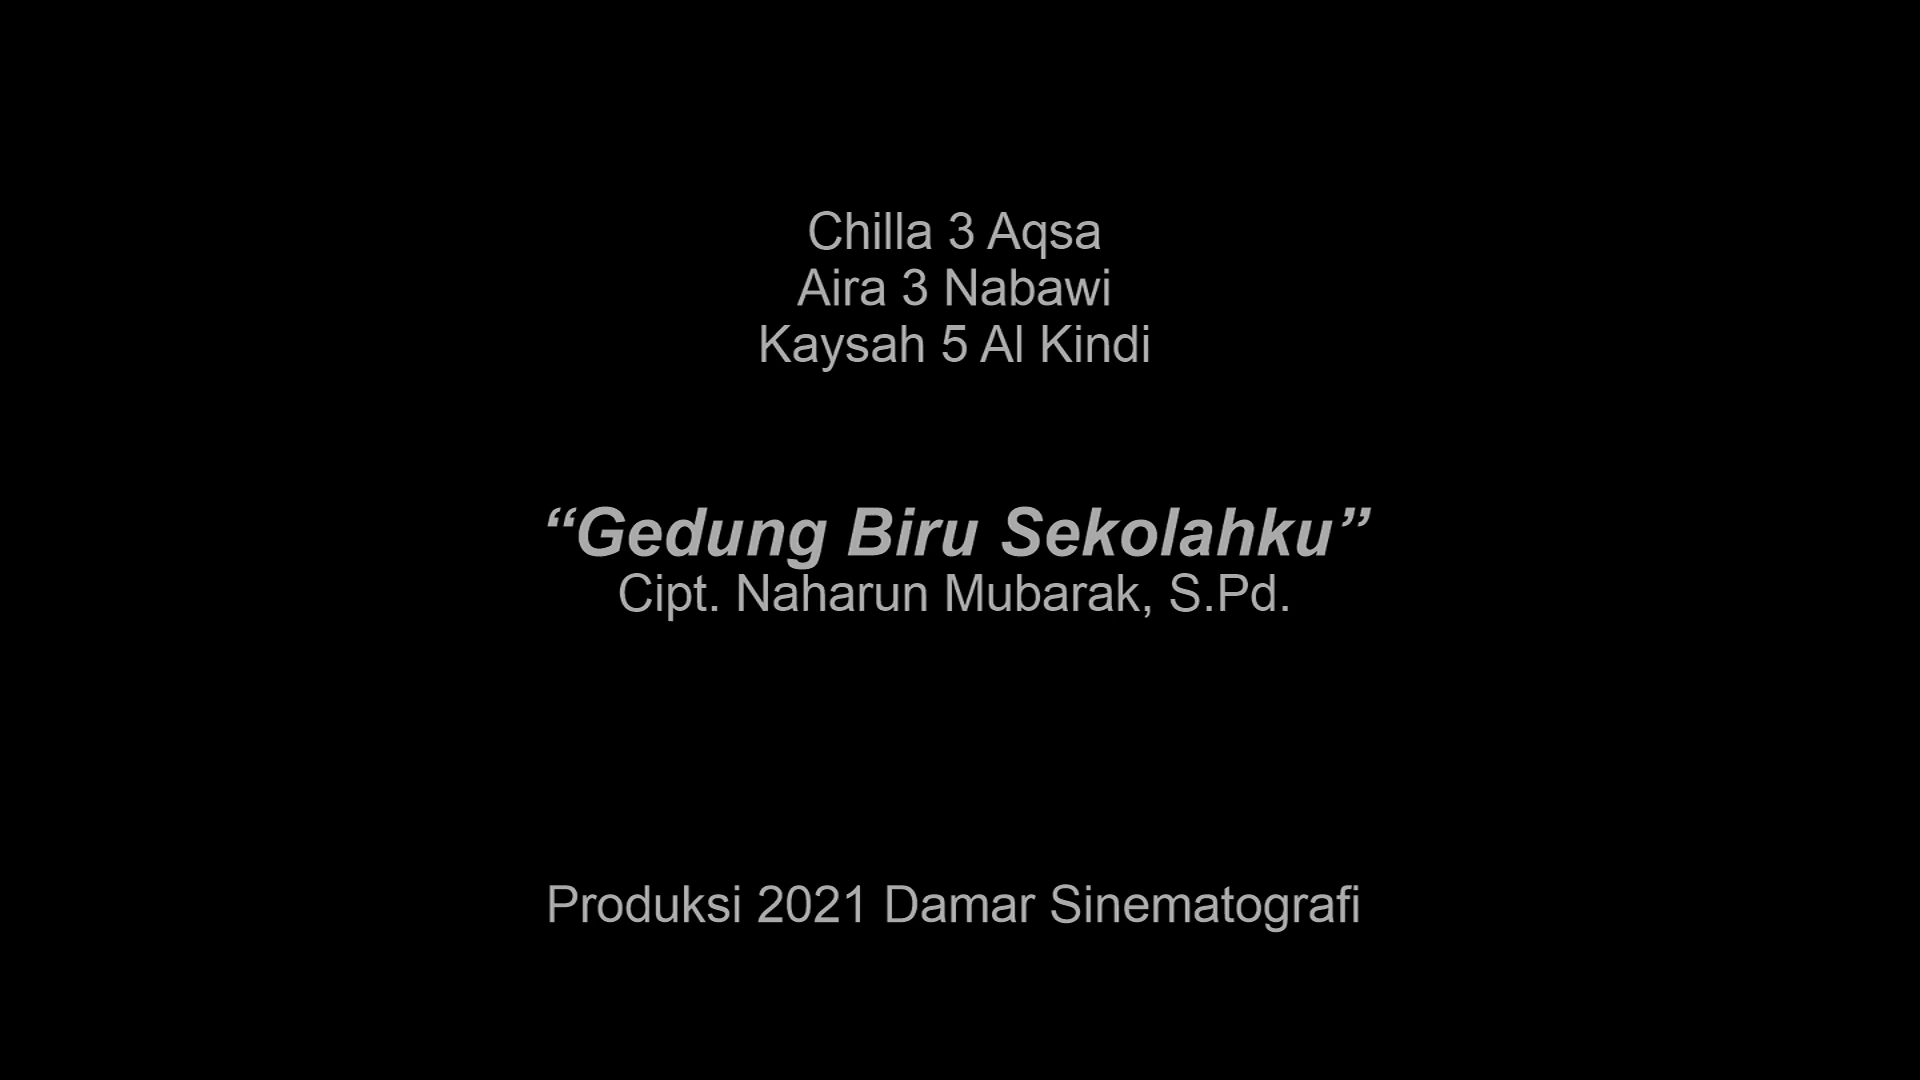 Chilla 3 Aqsa
Aira 3 Nabawi
Kaysah 5 Al Kindi
“Gedung Biru Sekolahku”
Cipt. Naharun Mubarak, S.Pd.
Produksi 2021 Damar Sinematografi